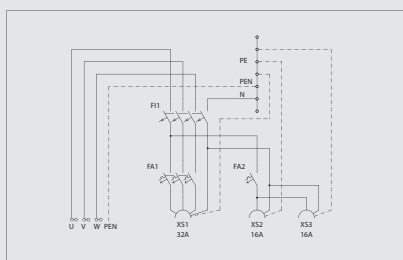 PE
PEN
N
FI1
FA1
FA2
U V W PEN
XS1 XS2 XS3
32A 16A 16A